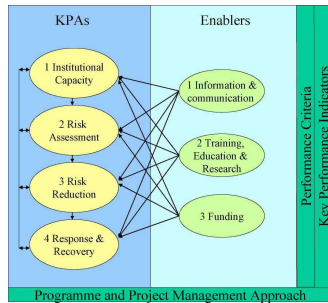 KPAs
Enablers
1 Institutional
Capacity
2 Risk
Assessment
3 Risk
Reduction
4 Response &
Recovery
1 Information &
communication
2 Training,
Education &
Research
3 Funding
Performance Criteria
Key Performance Indicators
Programme and Project Management Approach